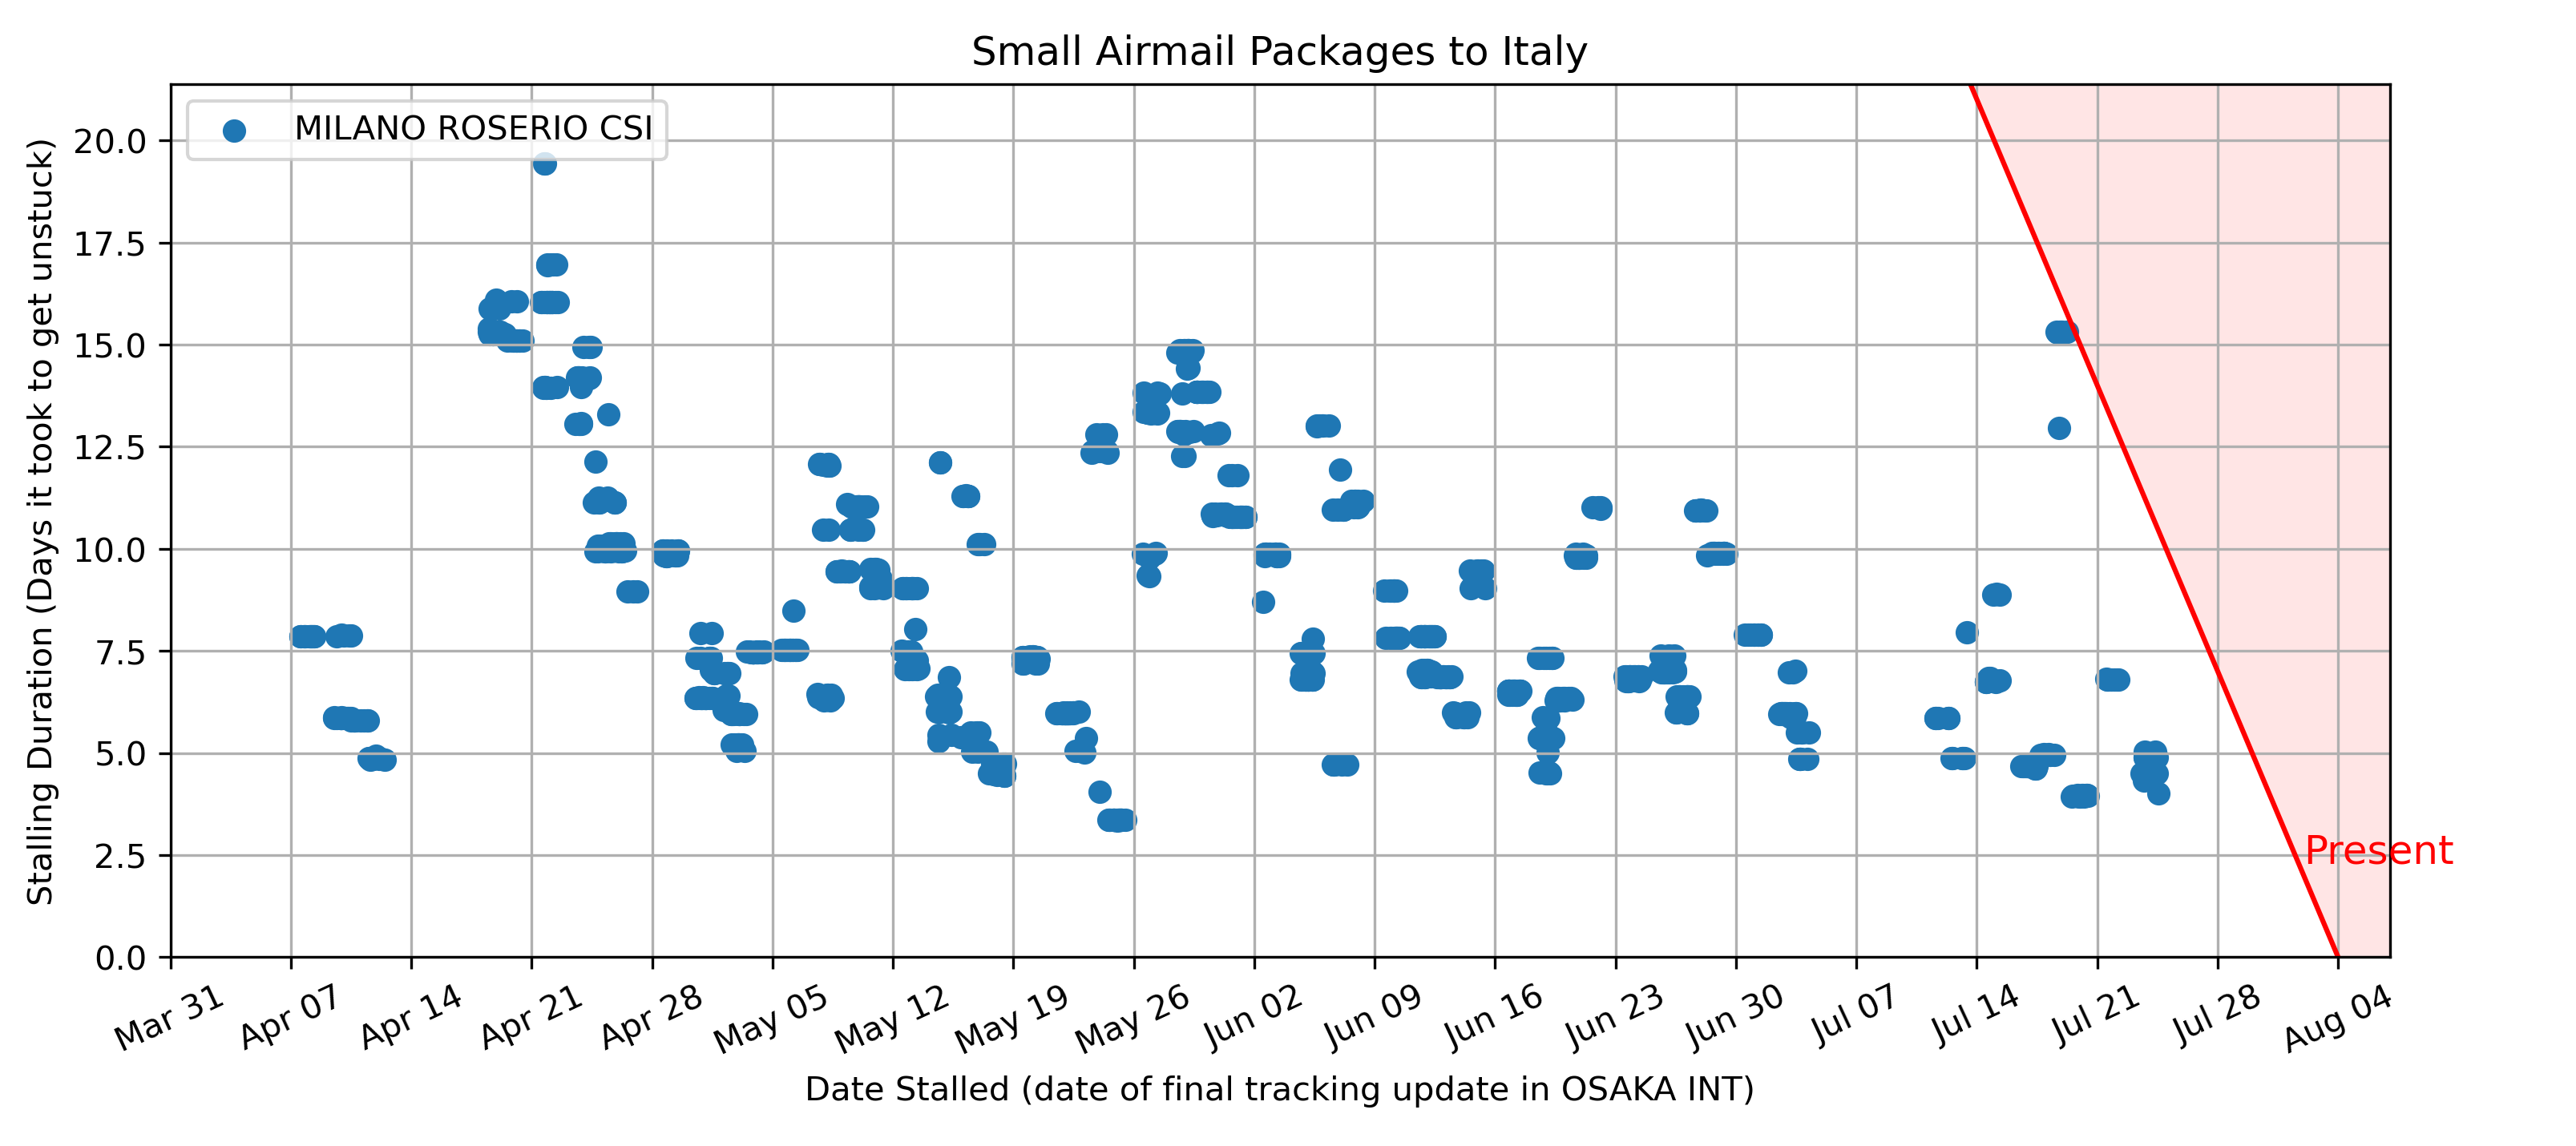 Small Airmail Packages to Italy
MILANO ROSERIO CSI
Stalling Duration (Days it took to get unstuck)
20.0
17.5
15.0
12.5
10.0
7.5
5.0
2.5
0.0
Present
Mar 31 Apr 07 Apr 14 Apr 21 Apr 28 May 05 May 12 May 19 May 26 Jun 02 Jun 09 Jun 16 Jun 23 Jun 30 Jul 07 Jul 14 Jul 21 Jul 28 Aug 04
Date Stalled (date of final tracking update in OSAKA INT)